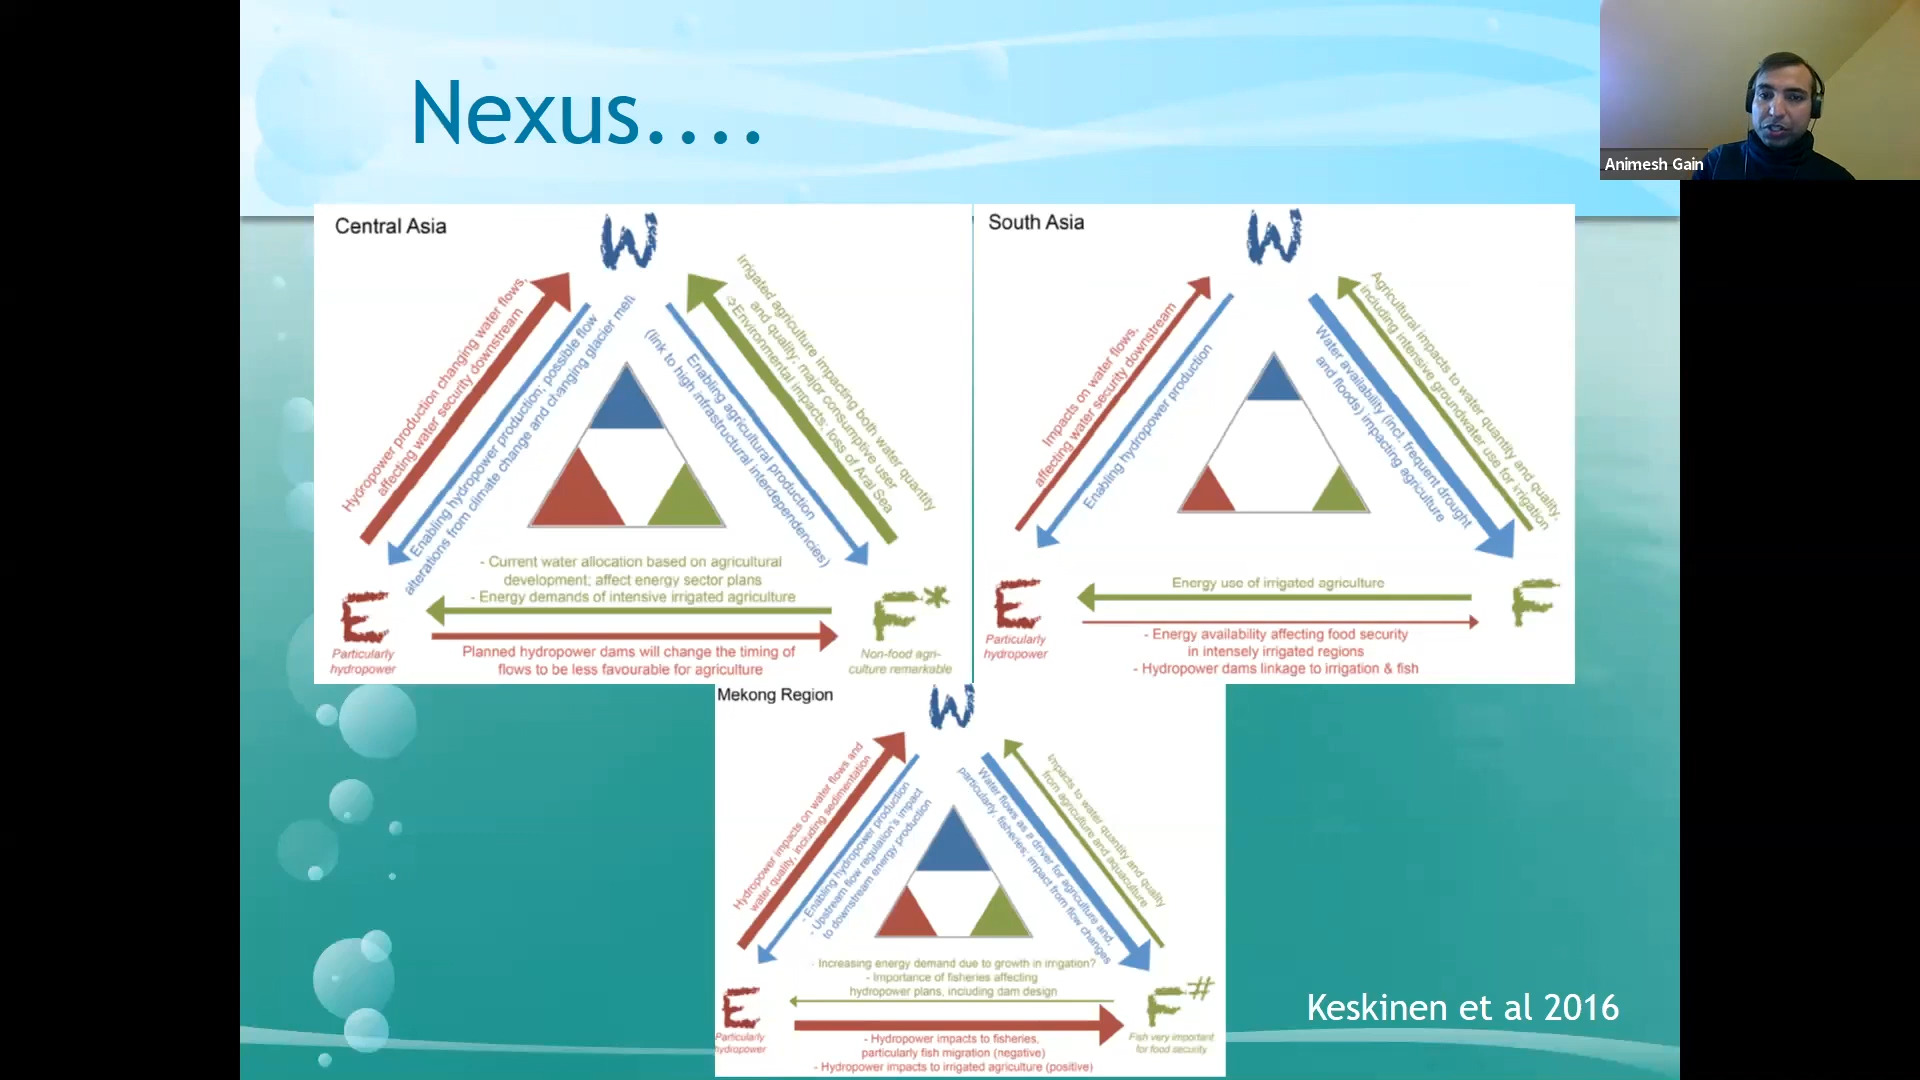 Nexus....
Animesh Gain
Central Asia
W
Hydropower production changing water flows,
affecting water security downstream
Enabling hydropower production; possible flow
alterations from climate change and changing glacier melt
Enabling agricultural production
(link to high infrastructural interdependencies)
Irrigated agriculture impacting both water quantity
and quality; major consumptive user
⇨Environmental impacts: loss of Aral Sea
- Current water allocation based on agricultural
development; affect energy sector plans
- Energy demands of intensive irrigated agriculture
E
Particularly
hydropower
F*
Non-food agri-
culture remarkable
Planned hydropower dams will change the timing of
flows to be less favourable for agriculture
South Asia
W
Impacts on water flows,
affecting water security downstream
Enabling hydropower production
Water availability (incl. frequent drought
and floods) impacting agriculture
Agricultural impacts to water quantity and quality,
including intensive groundwater use for irrigation
Energy use of irrigated agriculture
E
Particularly
hydropower
F
- Energy availability affecting food security
in intensely irrigated regions
- Hydropower dams linkage to irrigation & fish
Mekong Region
W
Hydropower impacts on water flows and
water quality, including sedimentation
- Enabling hydropower production
- Upstream flow regulation's impact
to downstream energy production
Water flows as a driver for agriculture and,
particularly, fisheries; impact from flow changes
Impacts to water quantity and quality
from agriculture and aquaculture
- Increasing energy demand due to growth in irrigation?
- Importance of fisheries affecting
hydropower plans, including dam design
E
Particularly
hydropower
F#
Fish very important
for food security
- Hydropower impacts to fisheries,
particularly fish migration (negative)
- Hydropower impacts to irrigated agriculture (positive)
Keskinen et al 2016